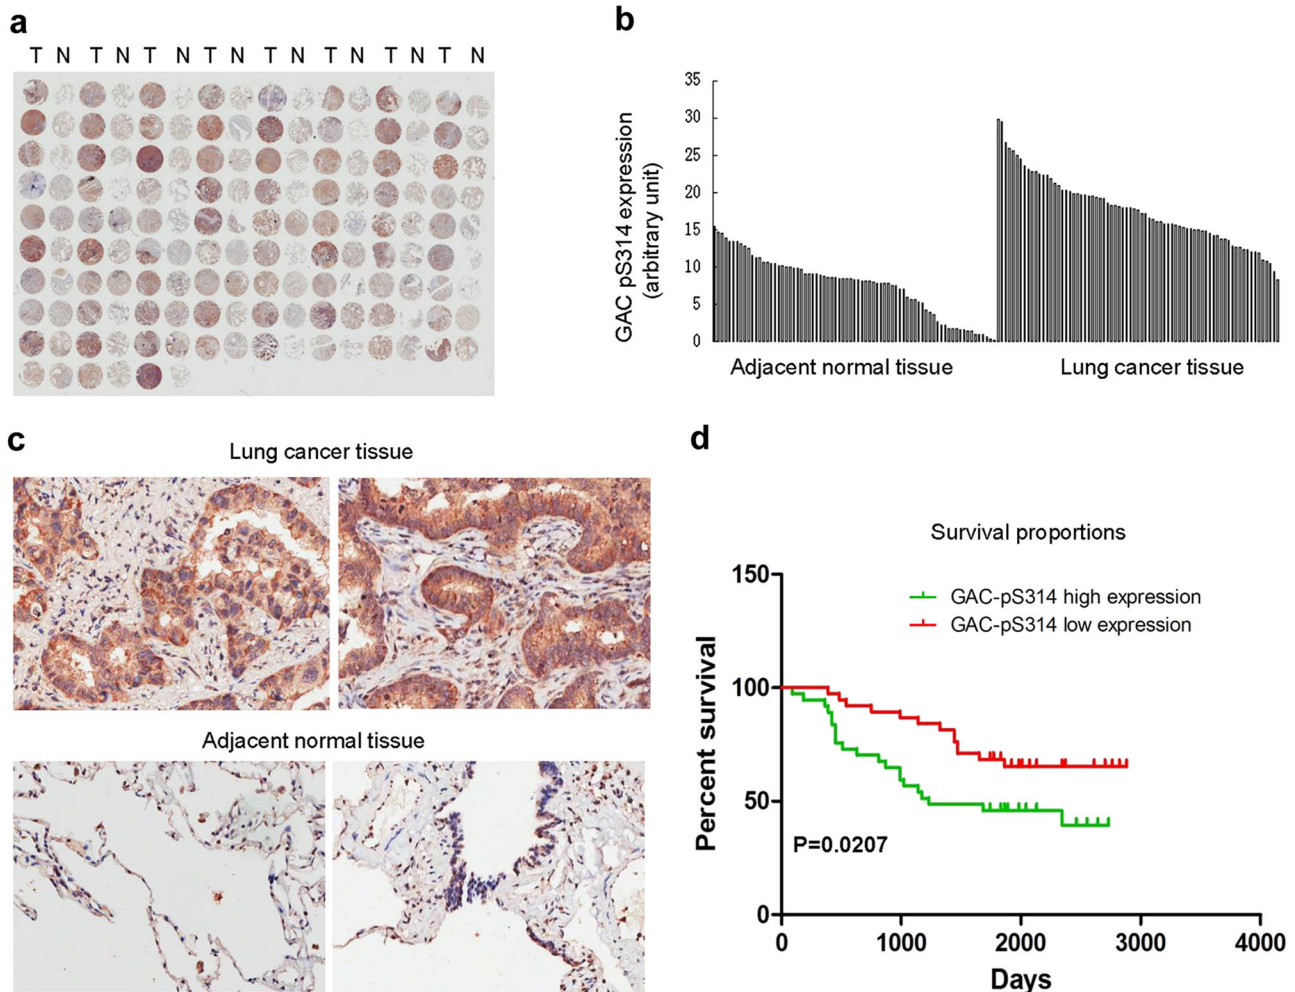 a
T N T N T N T N T N T N T N T N
b
GAC pS314 expression
(arbitrary unit)
35
30
25
20
15
10
5
0
Adjacent normal tissue
Lung cancer tissue
c
Lung cancer tissue
Adjacent normal tissue
d
Survival proportions
GAC-pS314 high expression
GAC-pS314 low expression
Percent survival
150
100
50
0
P=0.0207
0 1000 2000 3000 4000
Days